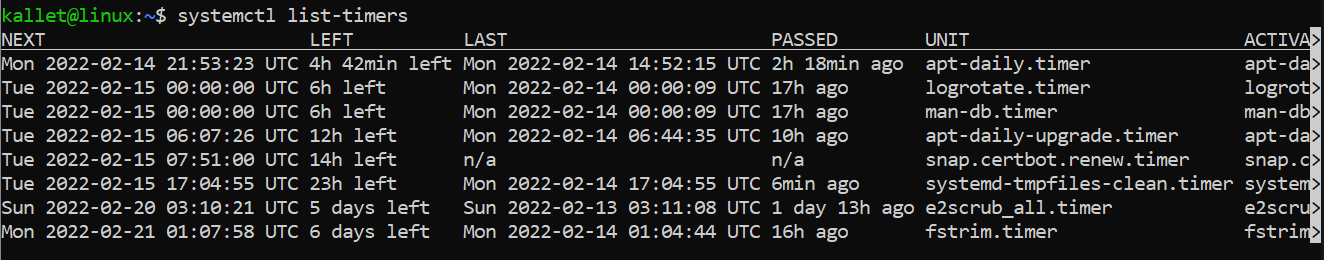 kallet@linux:~$ systemctl list-timers
NEXT LEFT LAST PASSED UNIT ACTIVA>
Mon 2022-02-14 21:53:23 UTC 4h 42min left Mon 2022-02-14 14:52:15 UTC 2h 18min ago apt-daily.timer apt-da>
Tue 2022-02-15 00:00:00 UTC 6h left Mon 2022-02-14 00:00:09 UTC 17h ago logrotate.timer logrot>
Tue 2022-02-15 00:00:00 UTC 6h left Mon 2022-02-14 00:00:09 UTC 17h ago man-db.timer man-db>
Tue 2022-02-15 06:07:26 UTC 12h left Mon 2022-02-14 06:44:35 UTC 10h ago apt-daily-upgrade.timer apt-da>
Tue 2022-02-15 07:51:00 UTC 14h left n/a n/a snap.certbot.renew.timer snap.c>
Tue 2022-02-15 17:04:55 UTC 23h left Mon 2022-02-14 17:04:55 UTC 6min ago systemd-tmpfiles-clean.timer system>
Sun 2022-02-20 03:10:21 UTC 5 days left Sun 2022-02-13 03:11:08 UTC 1 day 13h ago e2scrub_all.timer e2scru>
Mon 2022-02-21 01:07:58 UTC 6 days left Mon 2022-02-14 01:04:44 UTC 16h ago fstrim.timer fstrim>